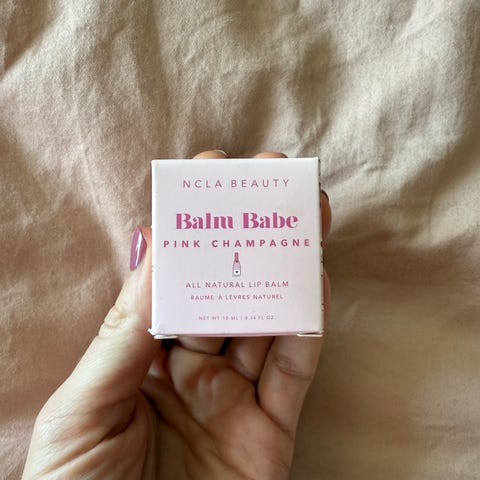 NCLA BEAUTY
Balm Babe
PINK CHAMPAGNE
ALL NATURAL LIP BALM
BAUME À LÈVRES NATUREL
NET WT 10 ML | 0.34 FL OZ